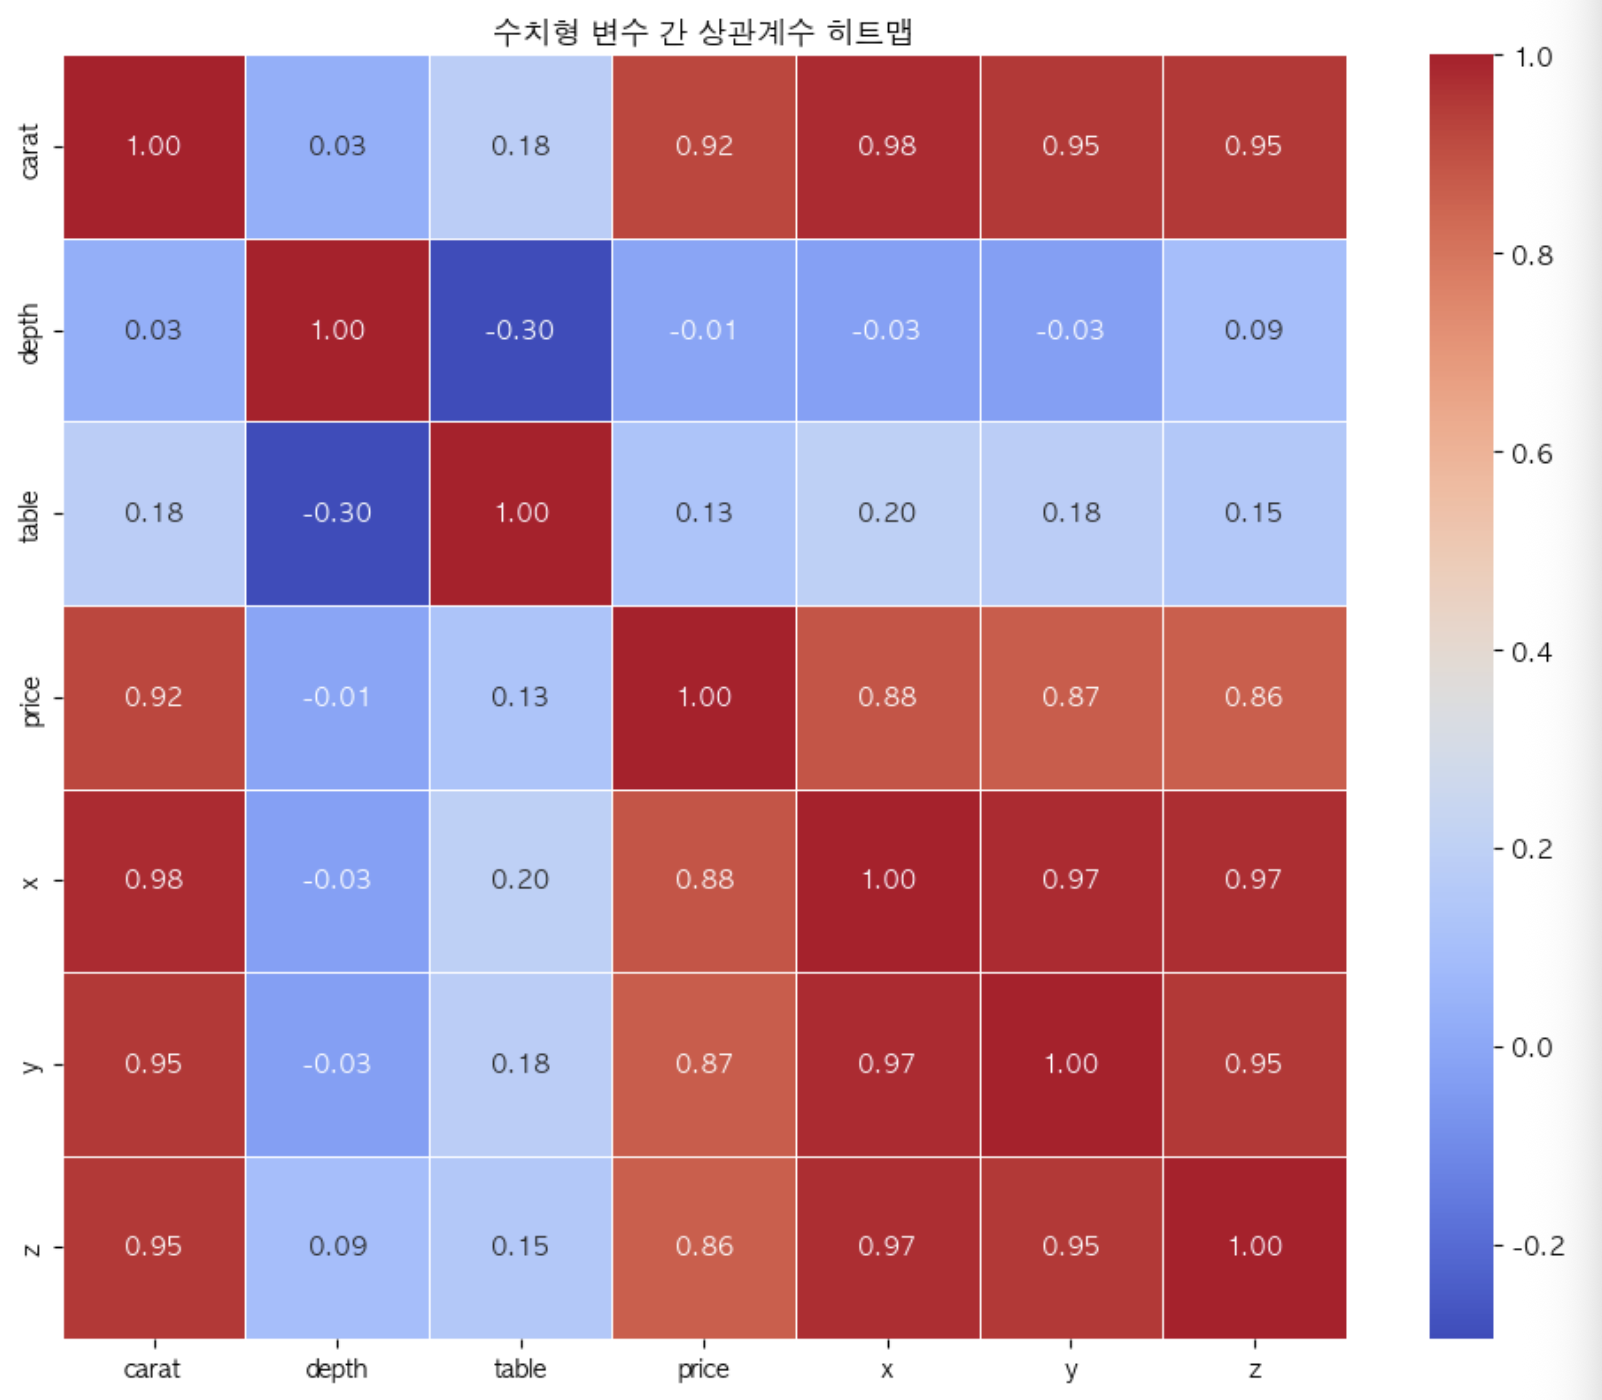 수치형 변수 간 상관계수 히트맵
carat 1.00 0.03 0.18 0.92 0.98 0.95 0.95
depth 0.03 1.00 -0.30 -0.01 -0.03 -0.03 0.09
table 0.18 -0.30 1.00 0.13 0.20 0.18 0.15
price 0.92 -0.01 0.13 1.00 0.88 0.87 0.86
x 0.98 -0.03 0.20 0.88 1.00 0.97 0.97
y 0.95 -0.03 0.18 0.87 0.97 1.00 0.95
z 0.95 0.09 0.15 0.86 0.97 0.95 1.00
carat depth table price x y z
1.0
0.8
0.6
0.4
0.2
0.0
-0.2